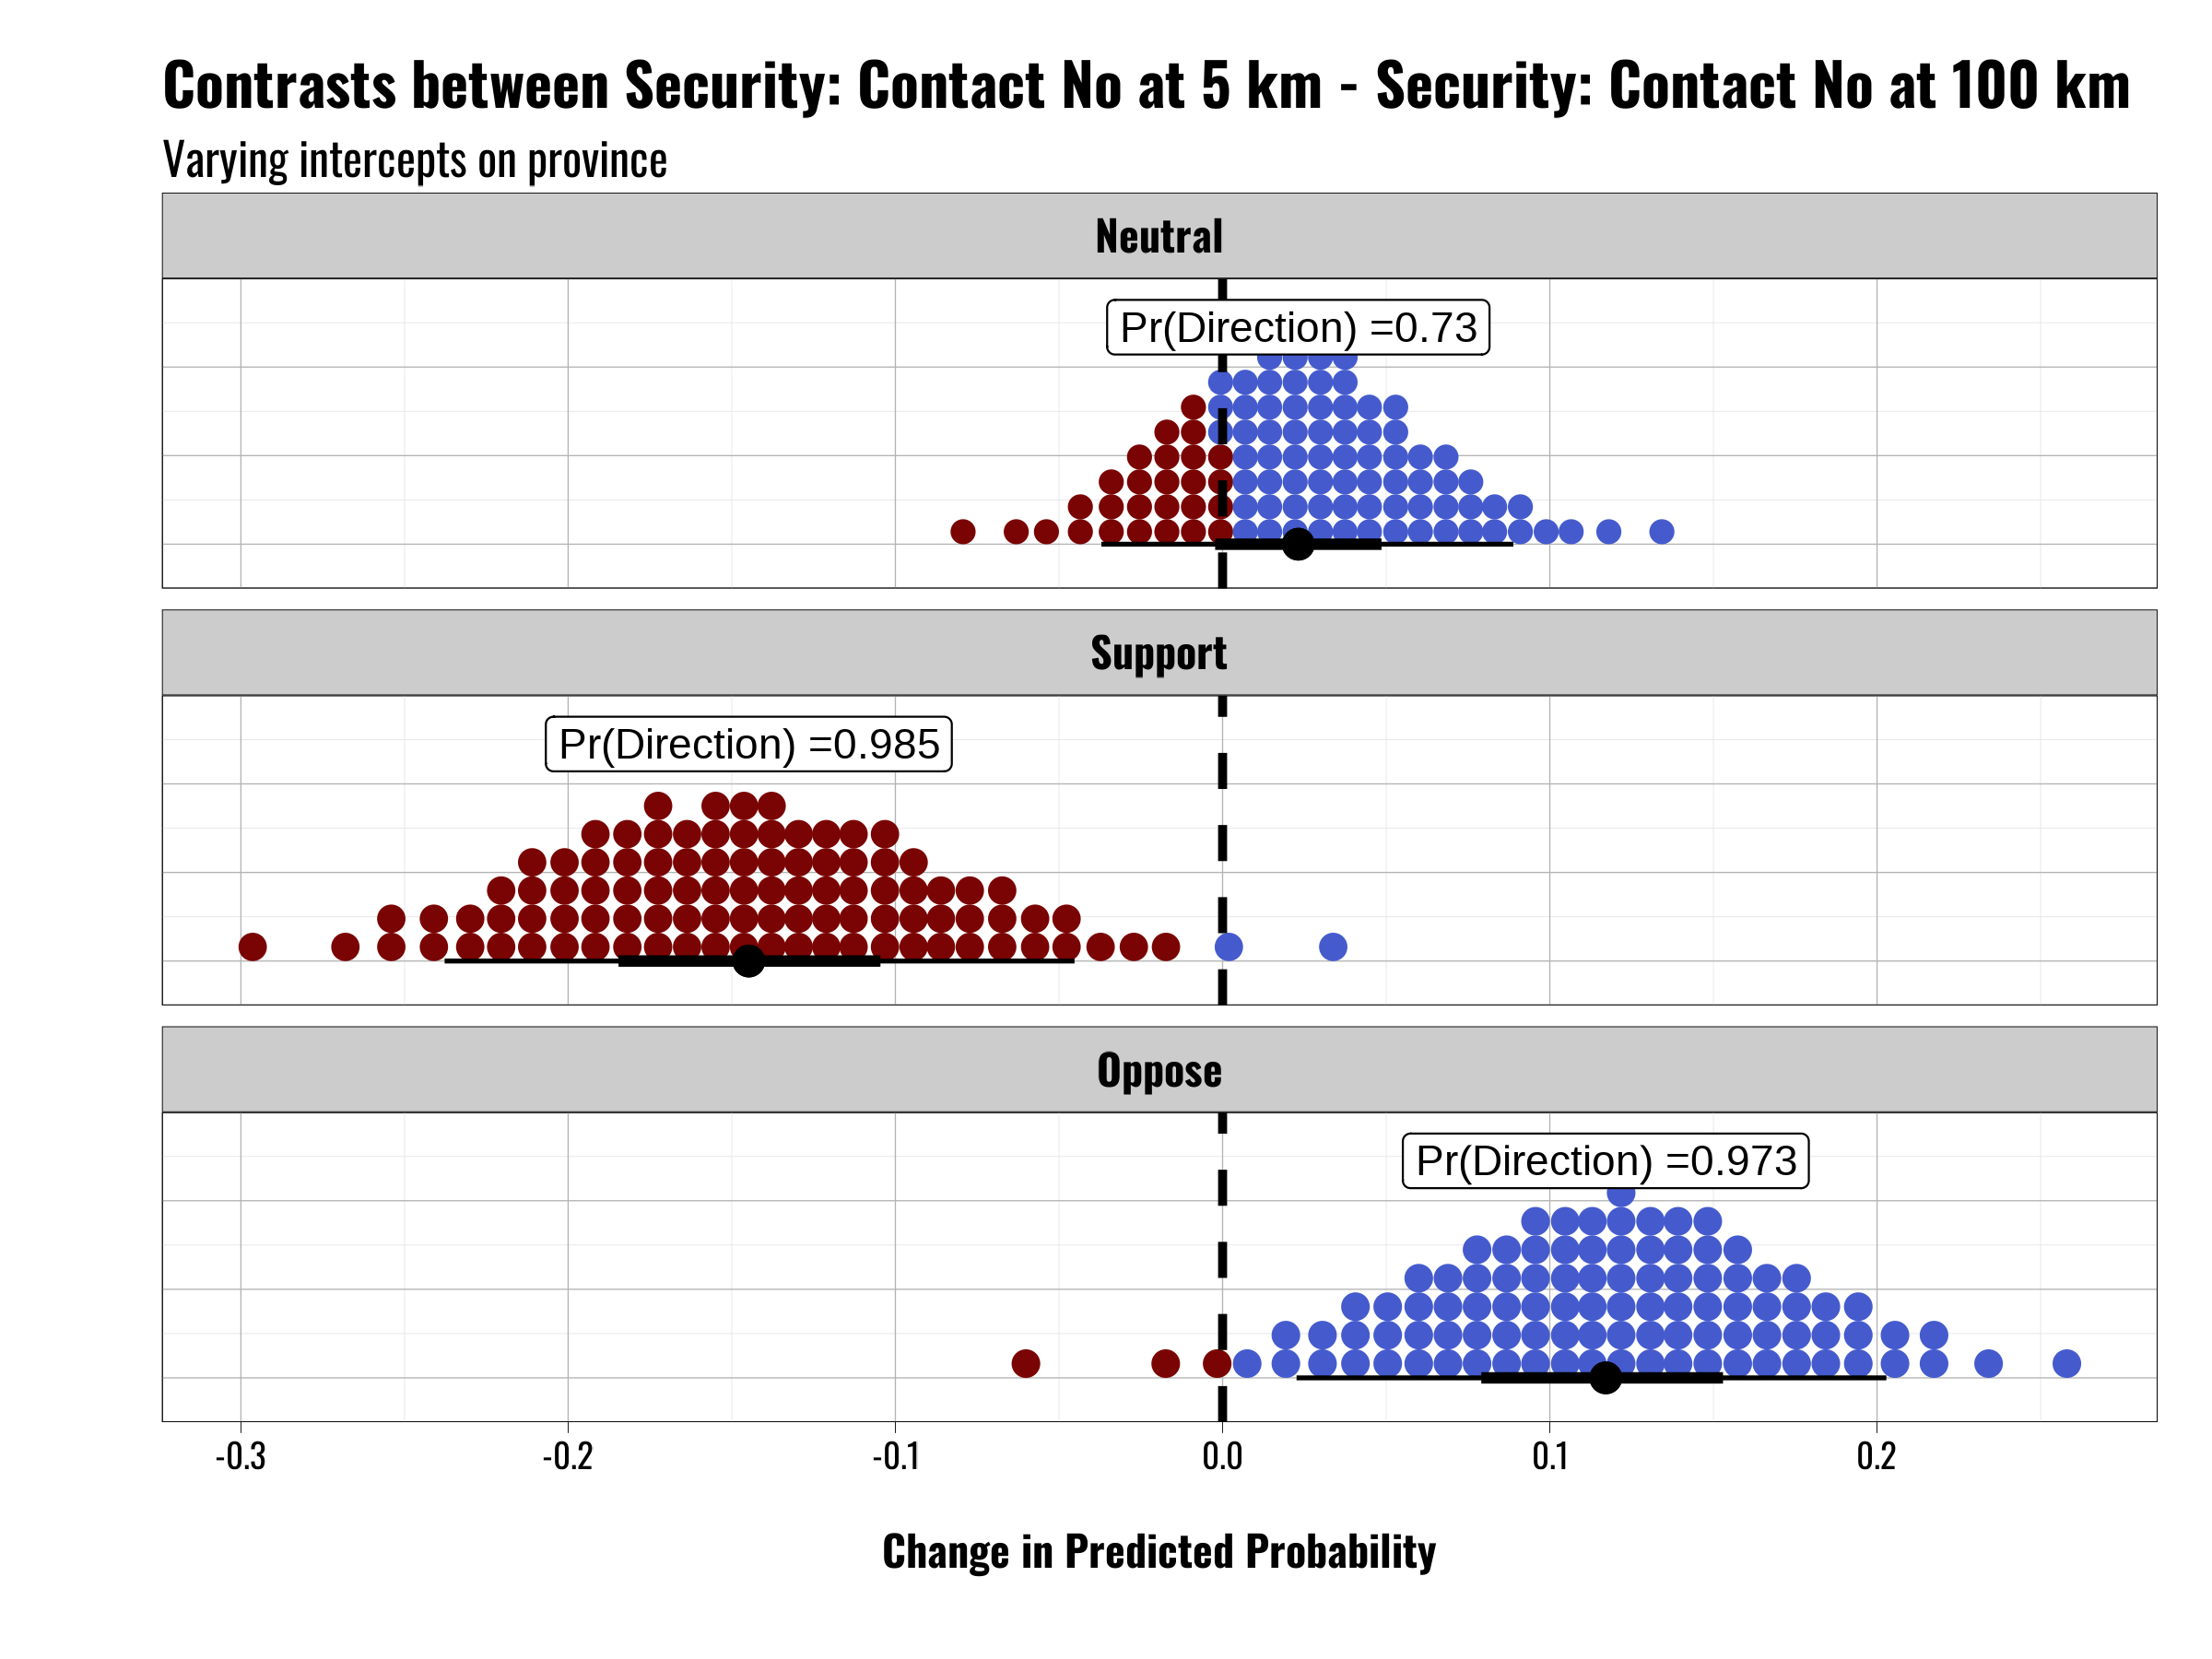 Contrasts between Security: Contact No at 5 km - Security: Contact No at 100 km
Varying intercepts on province
Neutral
Pr(Direction) =0.73
Support
Pr(Direction) =0.985
Oppose
Pr(Direction) =0.973
-0.3 -0.2 -0.1 0.0 0.1 0.2
Change in Predicted Probability